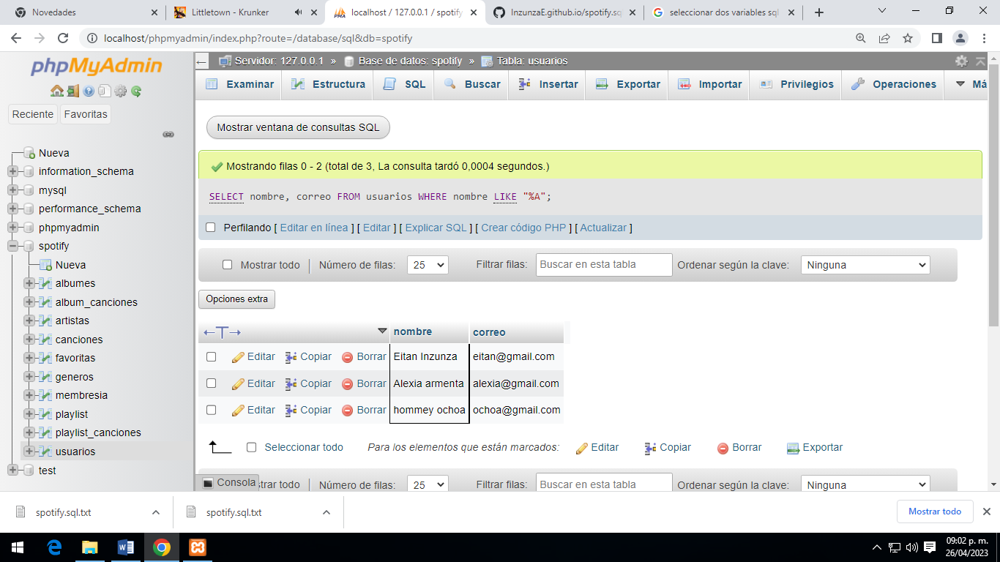 Novedades
Littletown - Krunker
localhost / 127.0.0.1 / spotify
InzunzaE.github.io/spotify.sq
seleccionar dos variables sql
localhost/phpmyadmin/index.php?route=/database/sql&db=spotify
phpMyAdmin
Reciente
Favoritas
Nueva
information_schema
mysql
performance_schema
phpmyadmin
spotify
Nueva
albumes
album_canciones
artistas
canciones
favoritas
generos
membresia
playlist
playlist_canciones
usuarios
test
Servidor: 127.0.0.1 » Base de datos: spotify » Tabla: usuarios
Examinar Estructura SQL Buscar Insertar Exportar Importar Privilegios Operaciones Má
Mostrar ventana de consultas SQL
Mostrando filas 0 - 2 (total de 3, La consulta tardó 0,0004 segundos.)
SELECT nombre, correo FROM usuarios WHERE nombre LIKE "%A";
Perfilando [ Editar en línea ] [ Editar ] [ Explicar SQL ] [ Crear código PHP ] [ Actualizar ]
Mostrar todo | Número de filas: 25 Filtrar filas: Buscar en esta tabla Ordenar según la clave: Ninguna
Opciones extra
←T→ nombre correo
Editar Copiar Borrar Eitan Inzunza eitan@gmail.com
Editar Copiar Borrar Alexia armenta alexia@gmail.com
Editar Copiar Borrar hommey ochoa ochoa@gmail.com
Seleccionar todo Para los elementos que están marcados: Editar Copiar Borrar Exportar
Consola
strar todo | Número de filas: 25 Filtrar filas: Buscar en esta tabla Ordenar según la clave: Ninguna
spotify.sql.txt
spotify.sql.txt
Mostrar todo
09:02 p. m.
26/04/2023